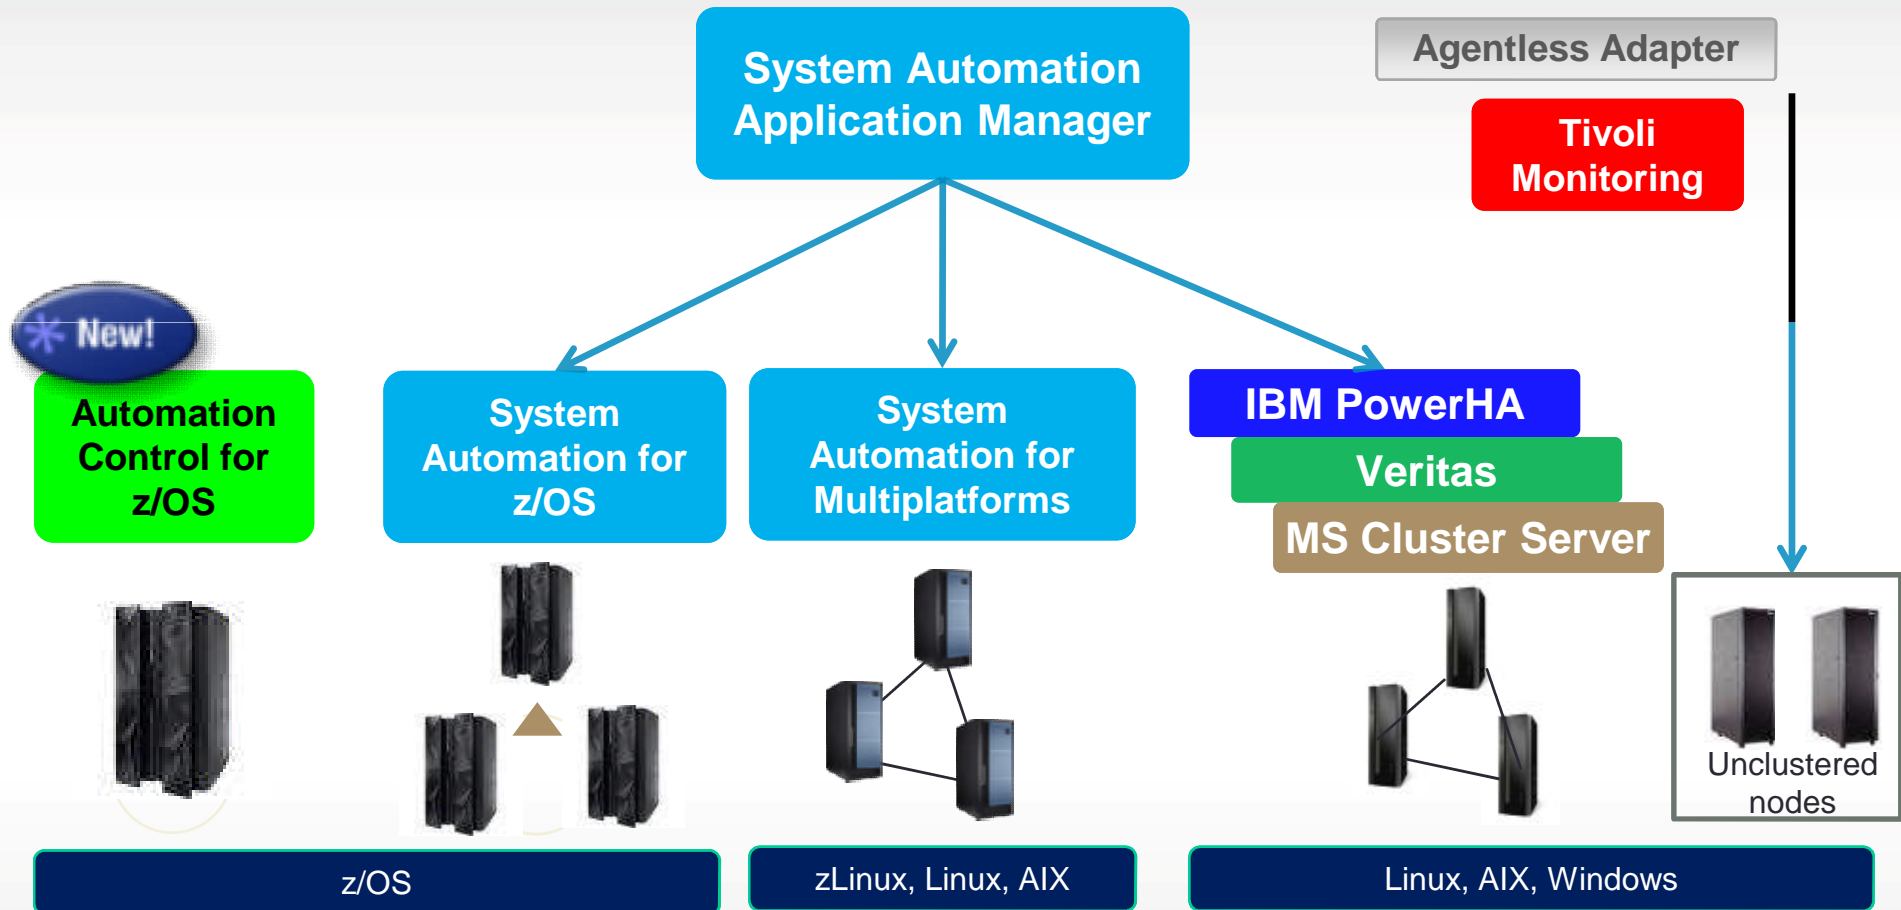 System Automation
Application Manager
Agentless Adapter
Tivoli
Monitoring
New!
Automation
Control for
z/OS
System
Automation for
z/OS
System
Automation for
Multiplatforms
IBM PowerHA
Veritas
MS Cluster Server
Unclustered
nodes
z/OS
zLinux, Linux, AIX
Linux, AIX, Windows